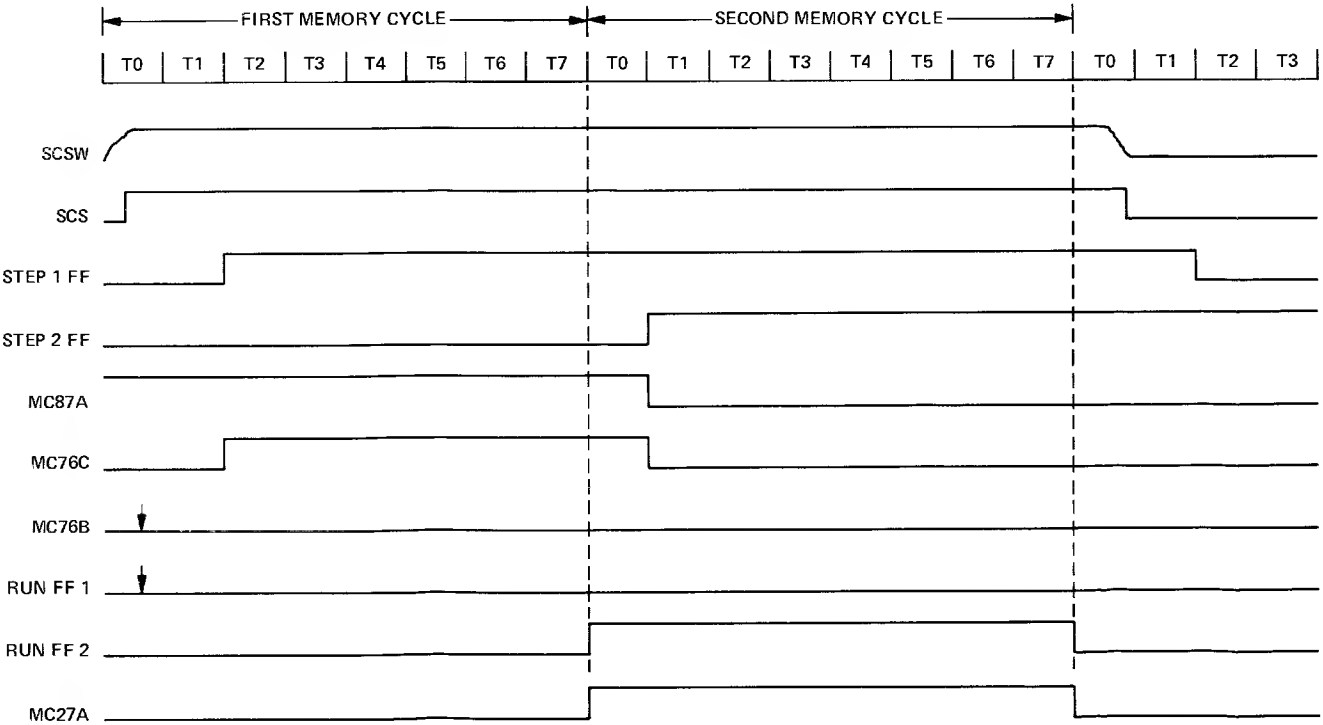 FIRST MEMORY CYCLE SECOND MEMORY CYCLE
T0 T1 T2 T3 T4 T5 T6 T7 T0 T1 T2 T3 T4 T5 T6 T7 T0 T1 T2 T3
SCSW
SCS
STEP 1 FF
STEP 2 FF
MC87A
MC76C
MC76B
RUN FF 1
RUN FF 2
MC27A